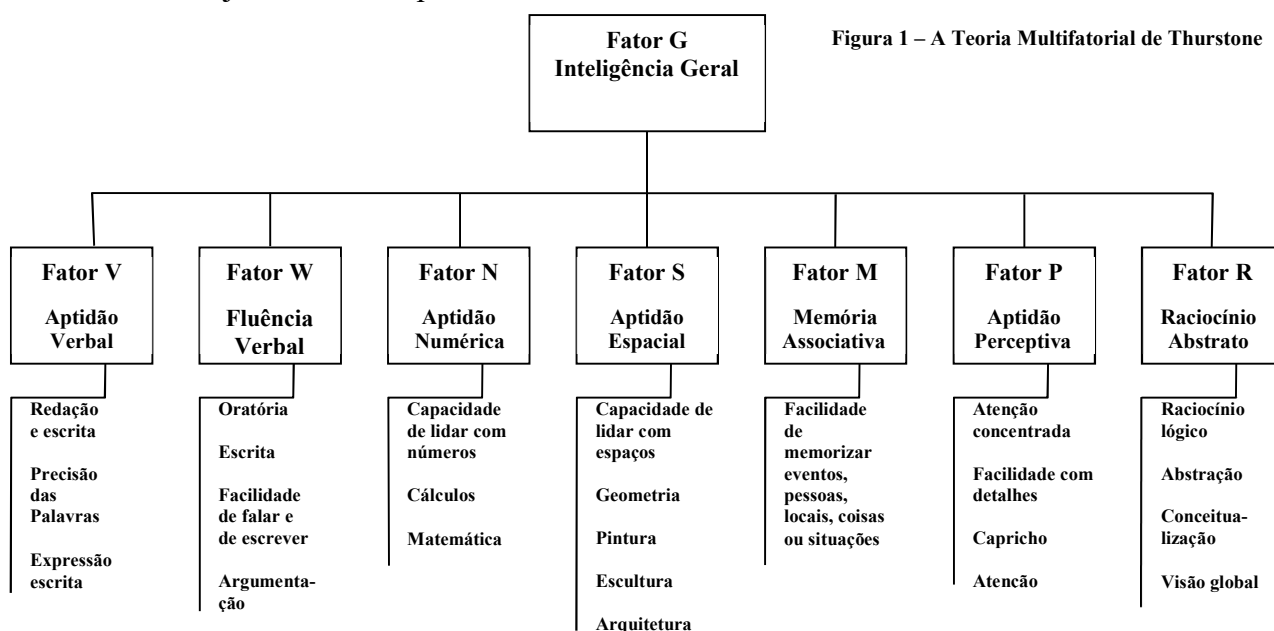 Fator G
Inteligência Geral
Figura 1 – A Teoria Multifatorial de Thurstone
Fator V
Aptidão
Verbal
Fator W
Fluência
Verbal
Fator N
Aptidão
Numérica
Fator S
Aptidão
Espacial
Fator M
Memória
Associativa
Fator P
Aptidão
Perceptiva
Fator R
Raciocínio
Abstrato
Redação
e escrita
Precisão
das
Palavras
Expressão
escrita
Oratória
Escrita
Facilidade
de falar e
de escrever
Argumenta-
ção
Capacidade
de lidar com
números
Cálculos
Matemática
Capacidade de
lidar com
espaços
Geometria
Pintura
Escultura
Arquitetura
Facilidade
de
memorizar
eventos,
pessoas,
locais, coisas
ou situações
Atenção
concentrada
Facilidade com
detalhes
Capricho
Atenção
Raciocínio
lógico
Abstração
Conceitua-
lização
Visão global